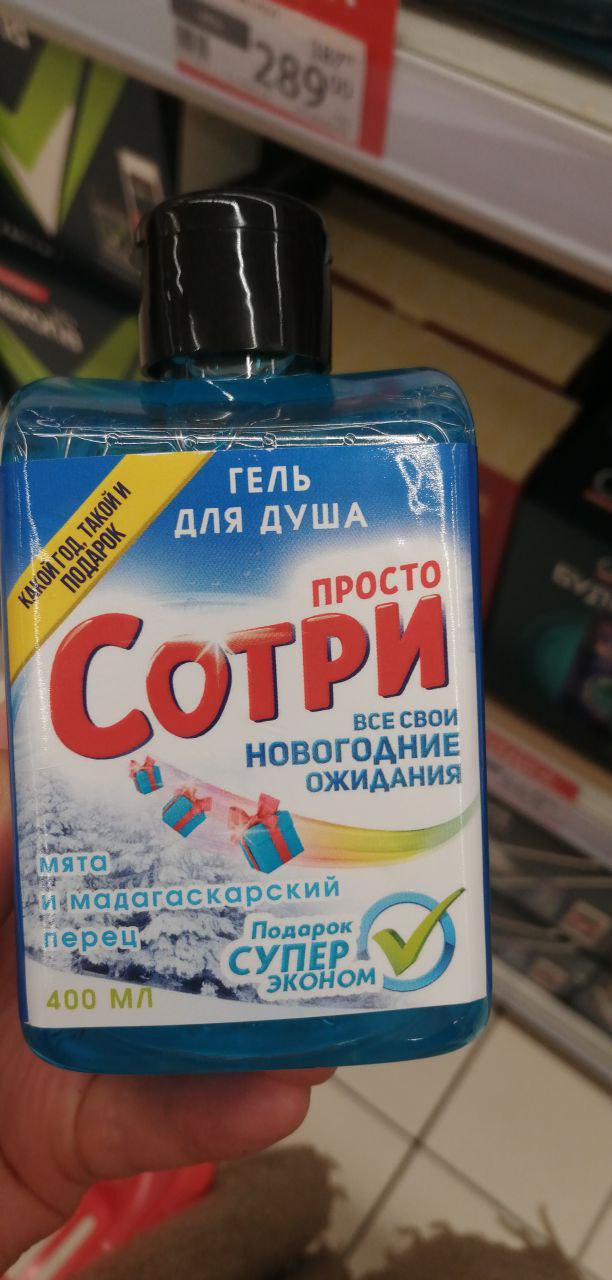 289
ГЕЛЬ
ДЛЯ ДУША
КАКОЙ ГОД, ТАКОЙ И
ПОДАРОК
ПРОСТО
СОТРИ
ВСЕ СВОИ
НОВОГОДНИЕ
ОЖИДАНИЯ
мята
и мадагаскарский
перец
Подарок
СУПЕР
ЭКОНОМ
400 МЛ